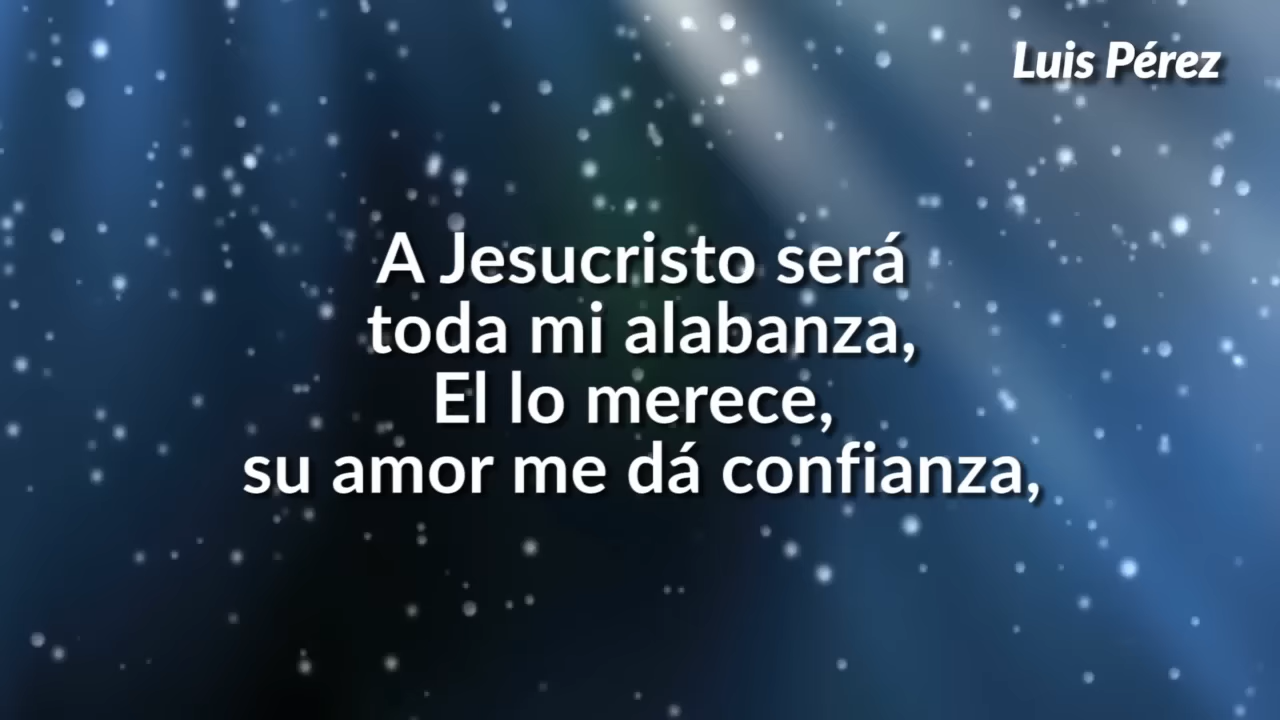 Luis Pérez
A Jesucristo será
toda mi alabanza,
El lo merece,
su amor me dá confianza,